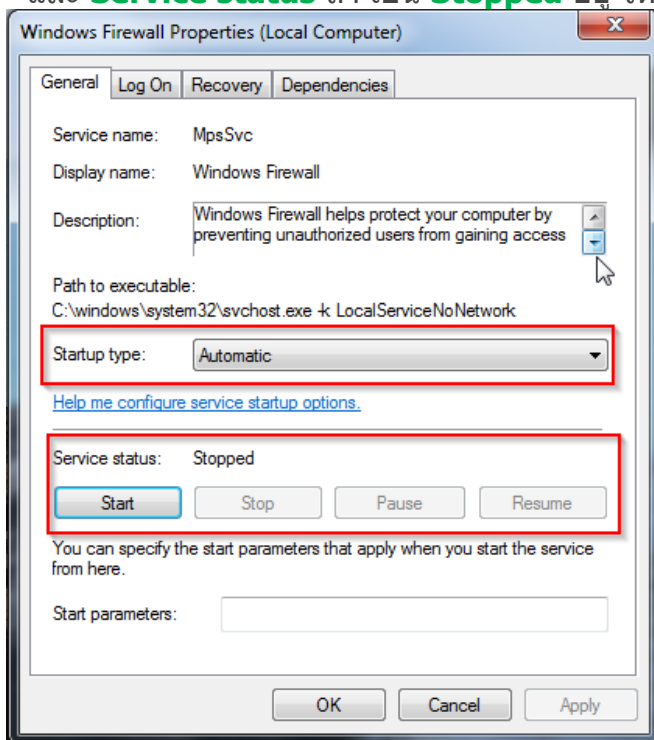 Service status Stopped
Windows Firewall Properties (Local Computer)
General Log On Recovery Dependencies
Service name: MpsSvc
Display name: Windows Firewall
Description: Windows Firewall helps protect your computer by
preventing unauthorized users from gaining access
Path to executable:
C:\windows\system32\svchost.exe -k LocalServiceNoNetwork
Startup type: Automatic
Help me configure service startup options.
Service status: Stopped
Start Stop Pause Resume
You can specify the start parameters that apply when you start the service
from here.
Start parameters:
OK Cancel Apply